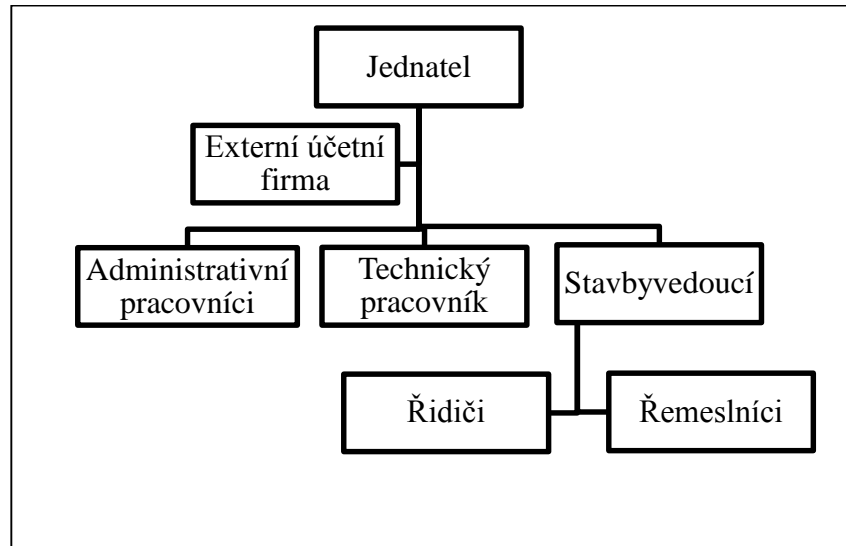 Jednatel
Externí účetní
firma
Administrativní
pracovníci
Technický
pracovník
Stavbyvedoucí
Řidiči
Řemeslníci